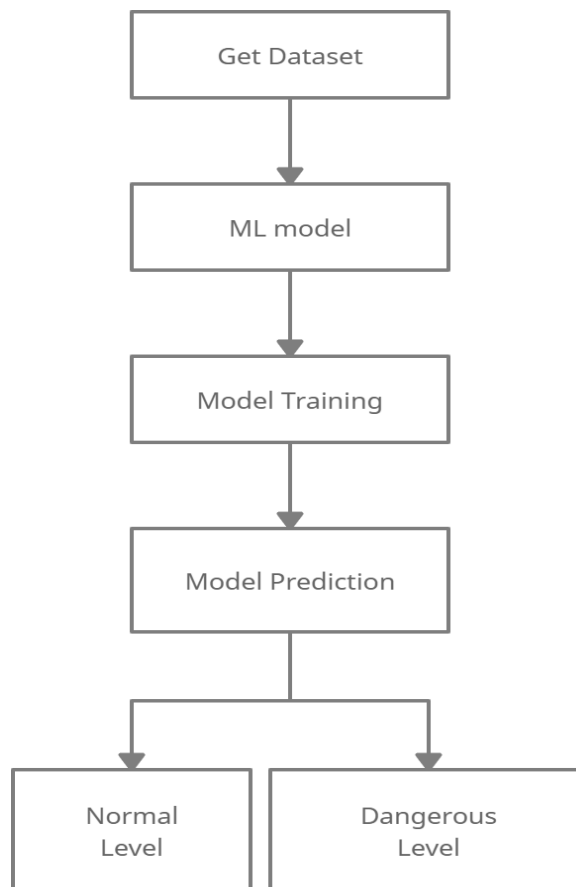 Get Dataset
ML model
Model Training
Model Prediction
Normal
Level
Dangerous
Level